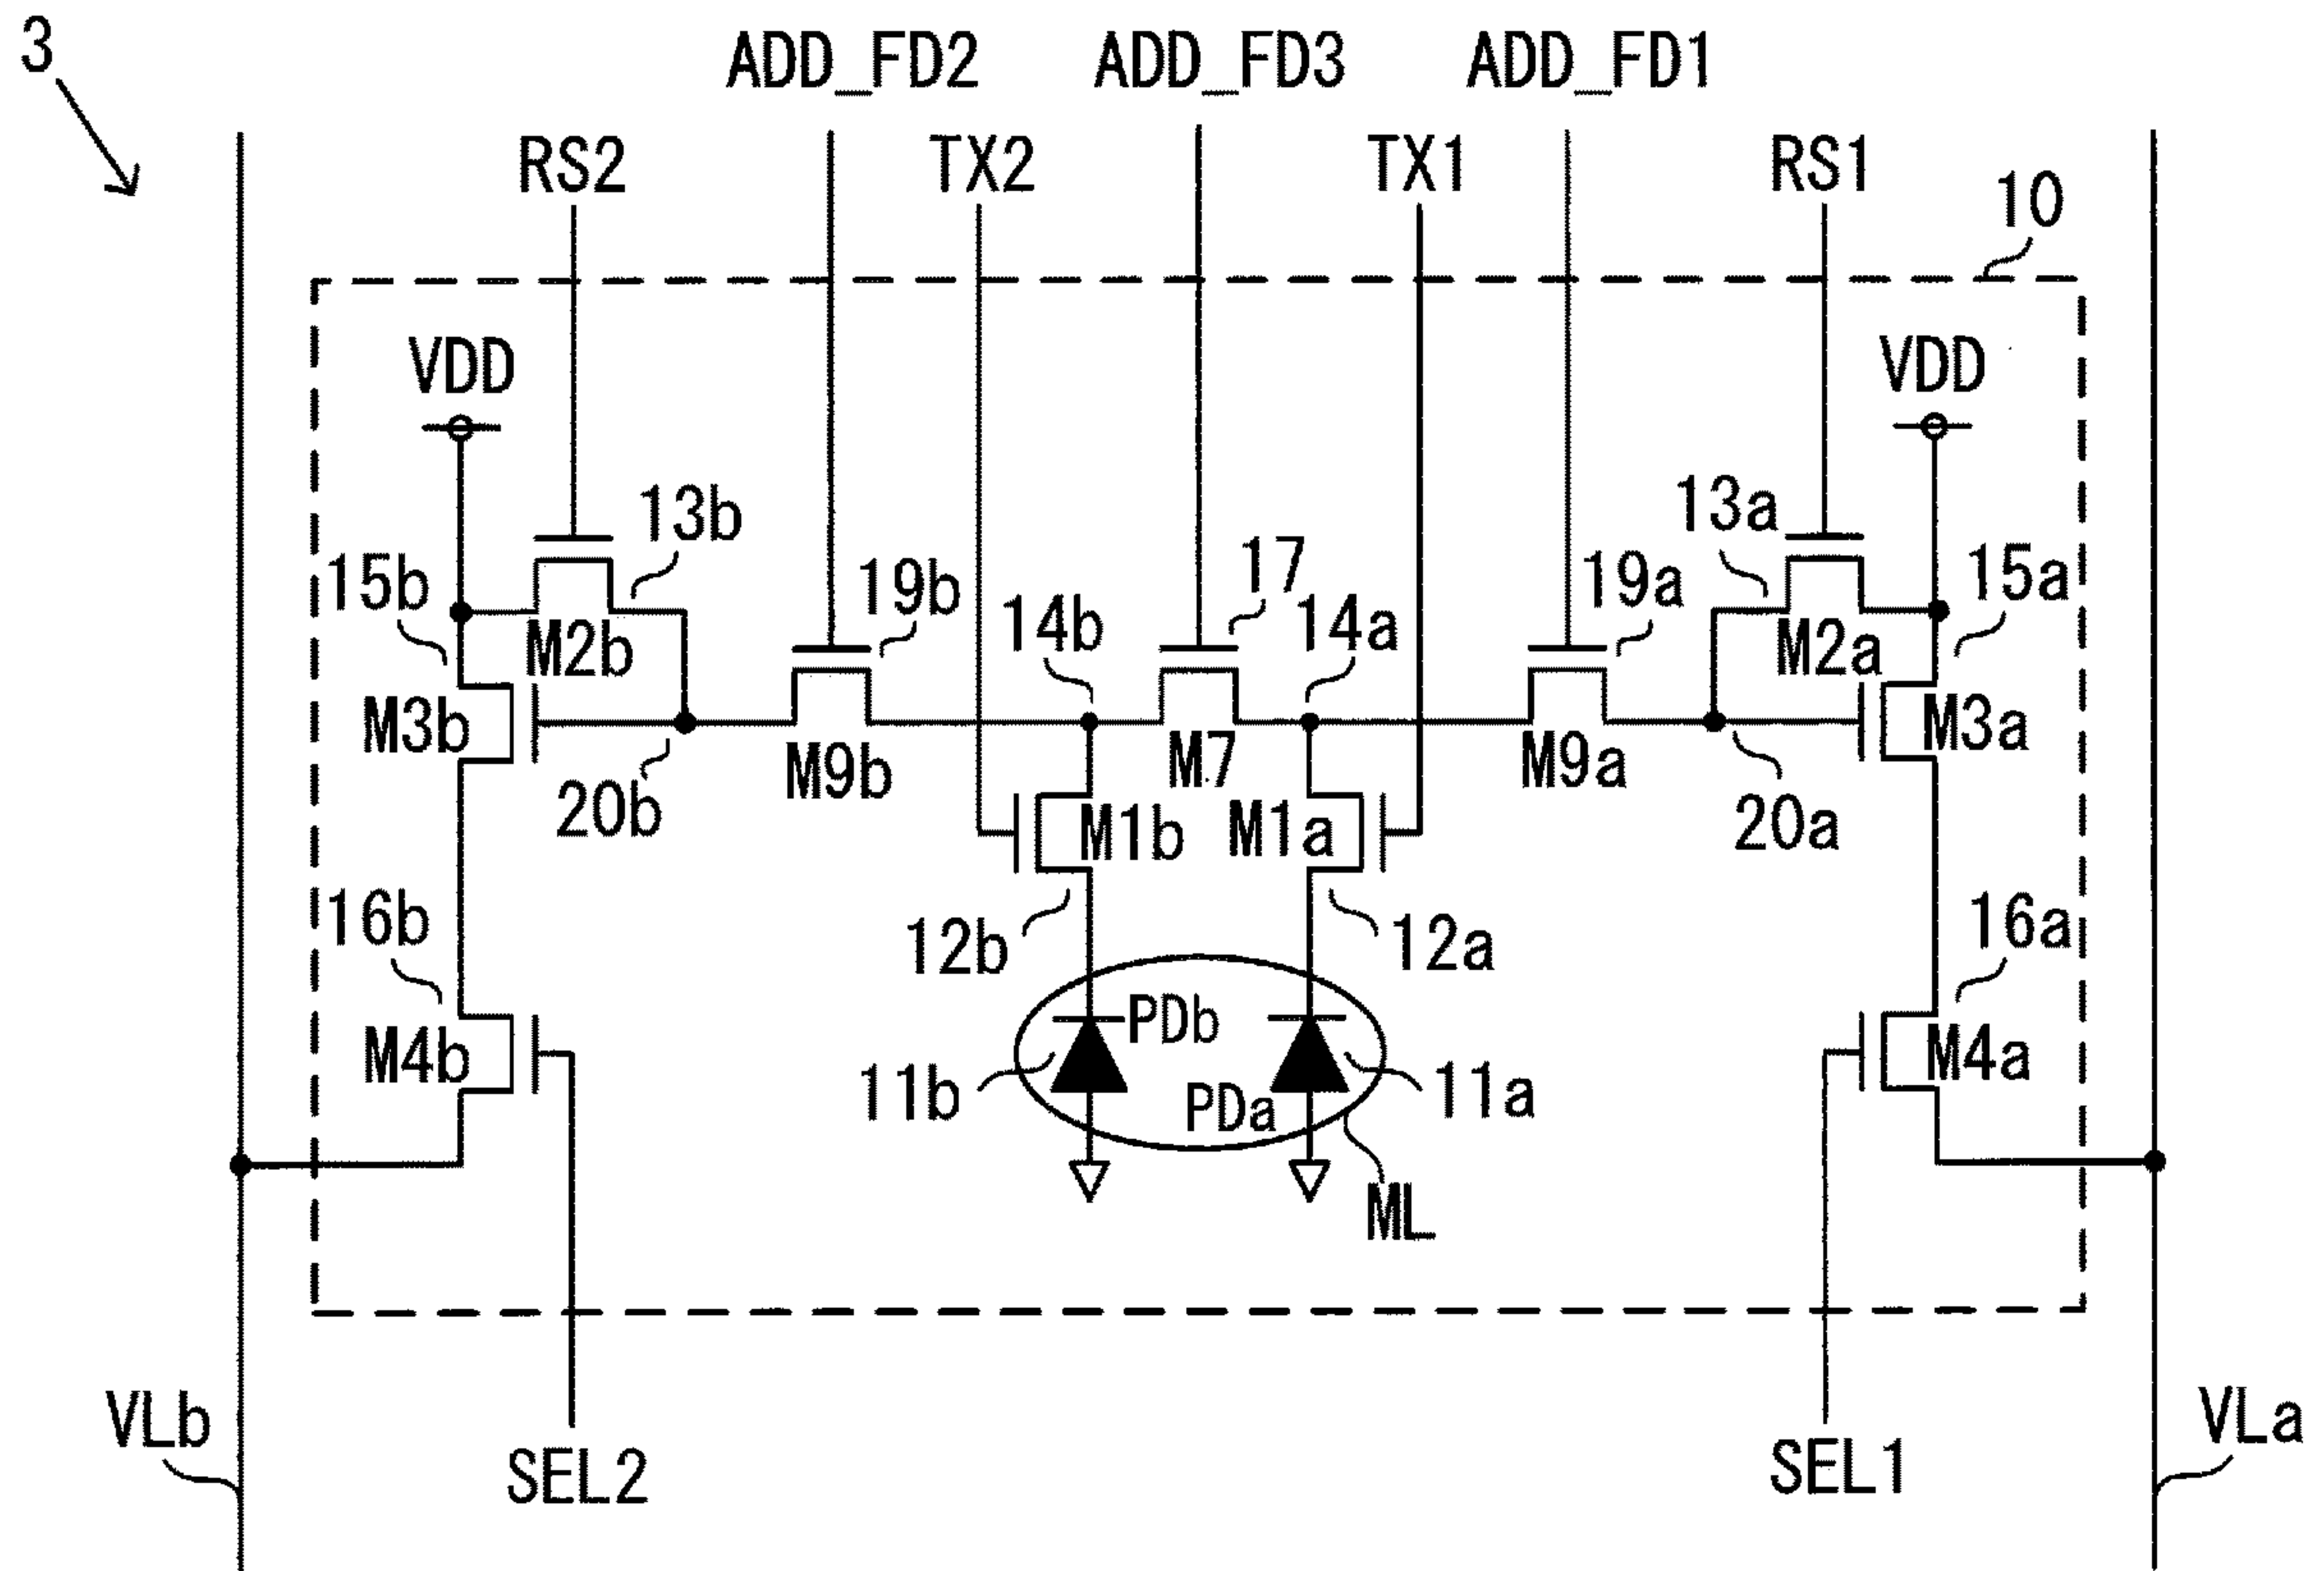 3
ADD_FD2 ADD_FD3 ADD_FD1
RS2 TX2 TX1 RS1
10
VDD VDD
13b 13a
15b 19b 17 19a 15a
14b 14a
M2b M2a
M3b M9b M7 M9a M3a
20b M1b M1a 20a
16b 12b 12a 16a
PDb
M4b 11b 11a M4a
PDa
ML
VLb VLa
SEL2 SEL1